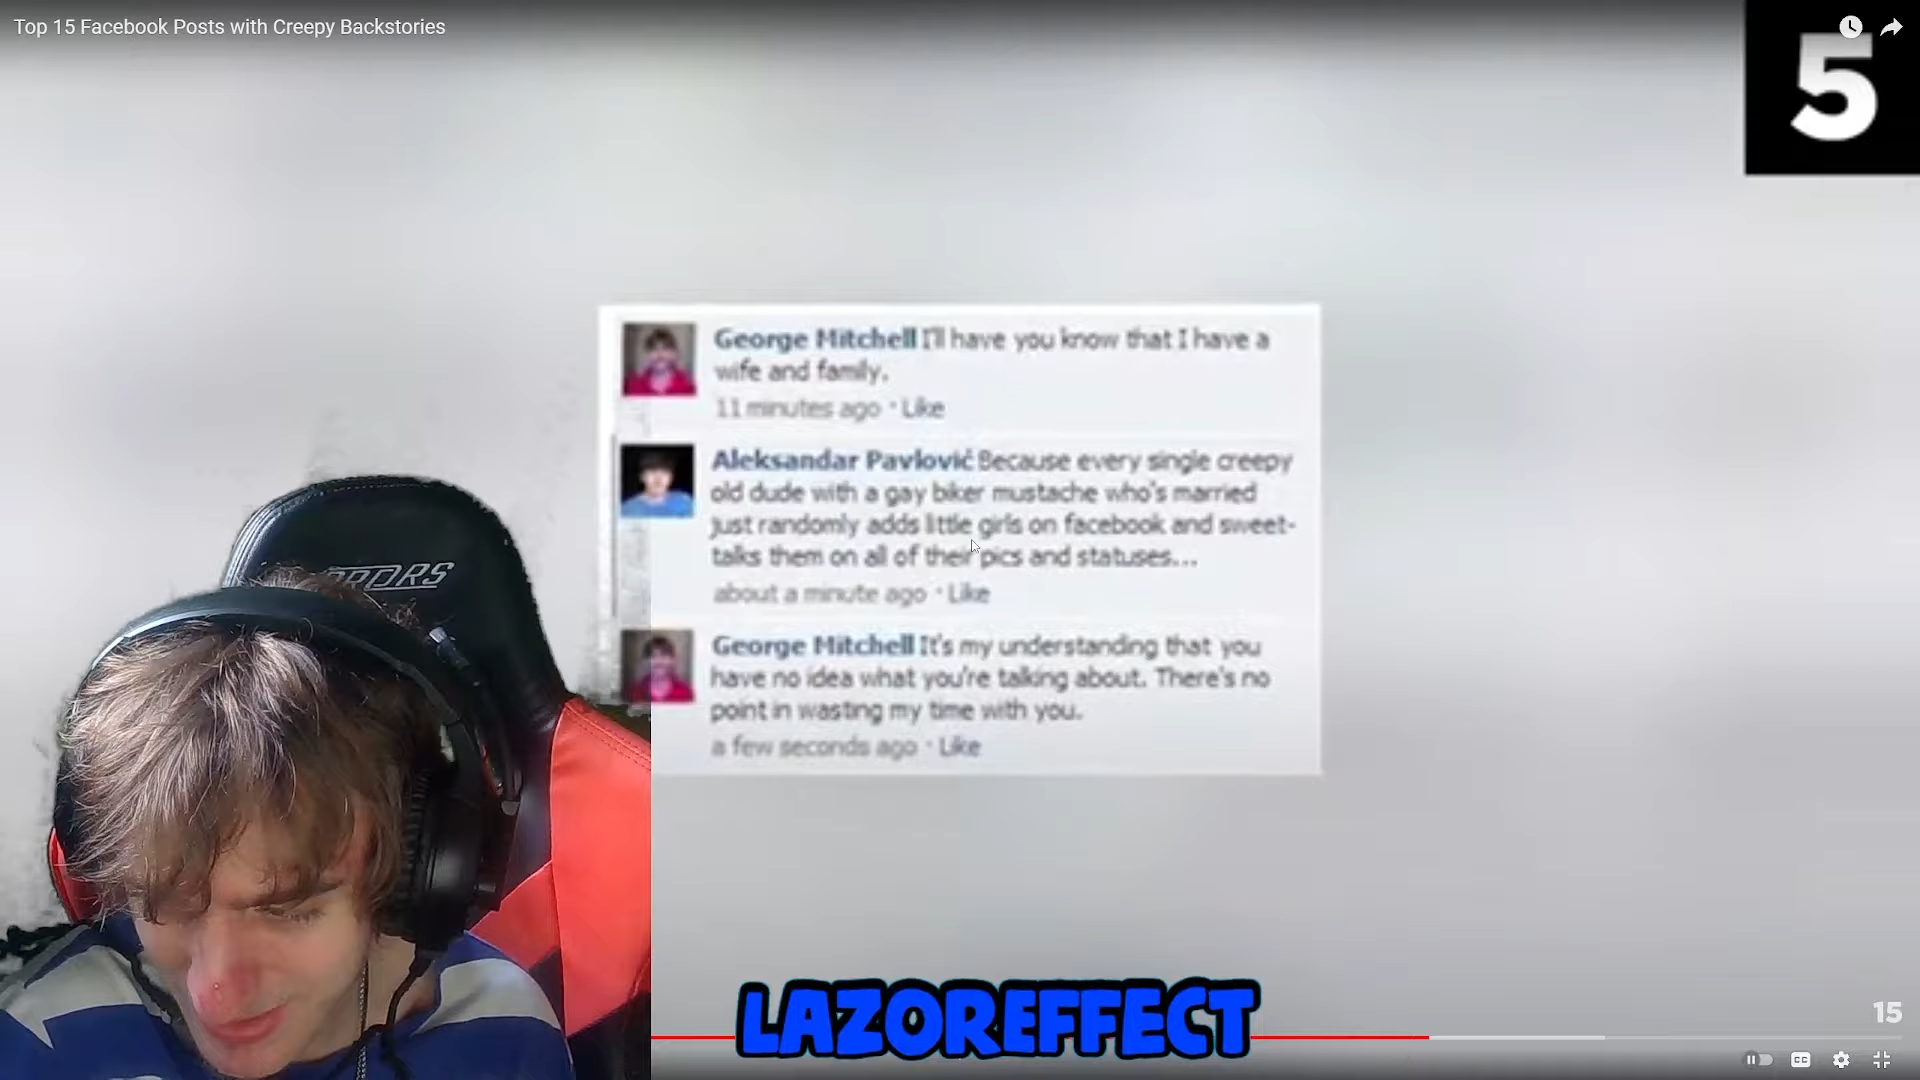 Top 15 Facebook Posts with Creepy Backstories
5
George Mitchell I'll have you know that I have a
wife and family.
11 minutes ago · Like
Aleksandar Pavlović Because every single creepy
old dude with a gay biker mustache who's married
just randomly adds little girls on facebook and sweet-
talks them on all of their pics and statuses...
about a minute ago · Like
George Mitchell It's my understanding that you
have no idea what you're talking about. There's no
point in wasting my time with you.
a few seconds ago · Like
LAZOREFFECT
15
CC